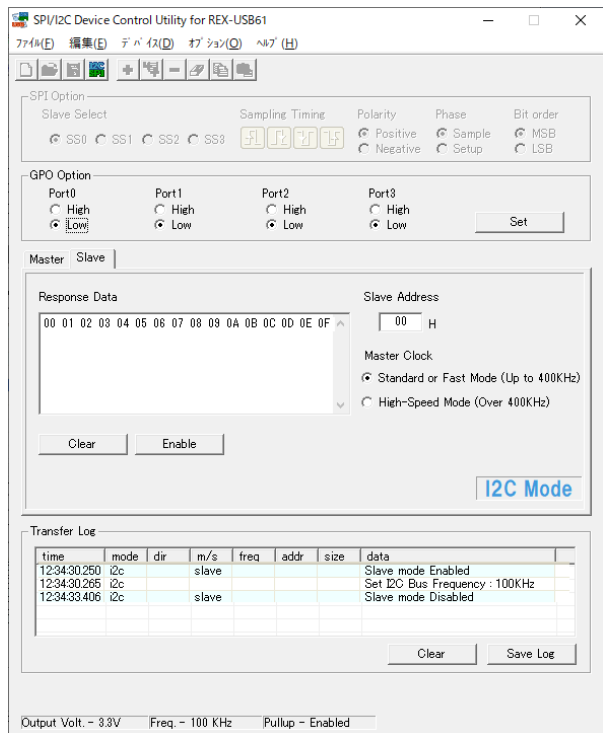 SPI/I2C Device Control Utility for REX-USB61
ファイル(F) 編集(E) デバイス(D) オプション(O) ヘルプ(H)
SPI Option
Slave Select Sampling Timing Polarity Phase Bit order
SS0 SS1 SS2 SS3 Positive Sample MSB
Negative Setup LSB
GPO Option
Port0 Port1 Port2 Port3
High High High High
Low Low Low Low Set
Master Slave
Response Data Slave Address
00 01 02 03 04 05 06 07 08 09 0A 0B 0C 0D 0E 0F 00 H
Master Clock
Standard or Fast Mode (Up to 400KHz)
High-Speed Mode (Over 400KHz)
Clear Enable
I2C Mode
Transfer Log
time mode dir m/s freq addr size data
12:34:30.250 i2c slave Slave mode Enabled
12:34:30.265 i2c Set I2C Bus Frequency : 100KHz
12:34:33.406 i2c slave Slave mode Disabled
Clear Save Log
Output Volt. - 3.3V Freq. - 100 KHz Pullup - Enabled